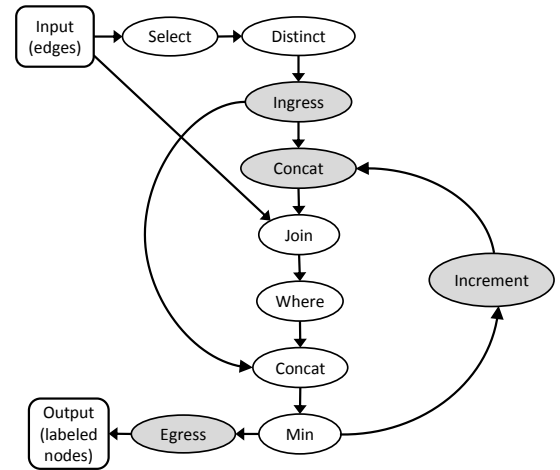 Input
(edges)
Select
Distinct
Ingress
Concat
Join
Increment
Where
Concat
Output
(labeled
nodes)
Egress
Min